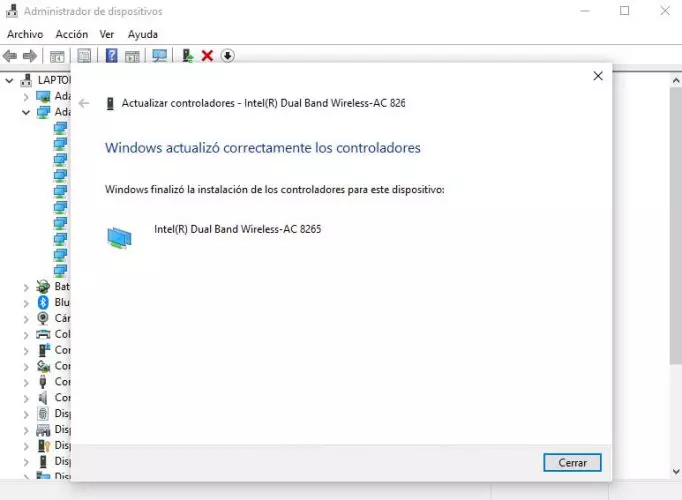 Administrador de dispositivos
Archivo Acción Ver Ayuda
LAPTO
Ada
Ada
Actualizar controladores - Intel(R) Dual Band Wireless-AC 826
Windows actualizó correctamente los controladores
Windows finalizó la instalación de los controladores para este dispositivo:
Intel(R) Dual Band Wireless-AC 8265
Bat
Blu
Cár
Col
Cor
Cor
Cor
Cor
Disp
Disp
Disp
Disp
Disp
Cerrar